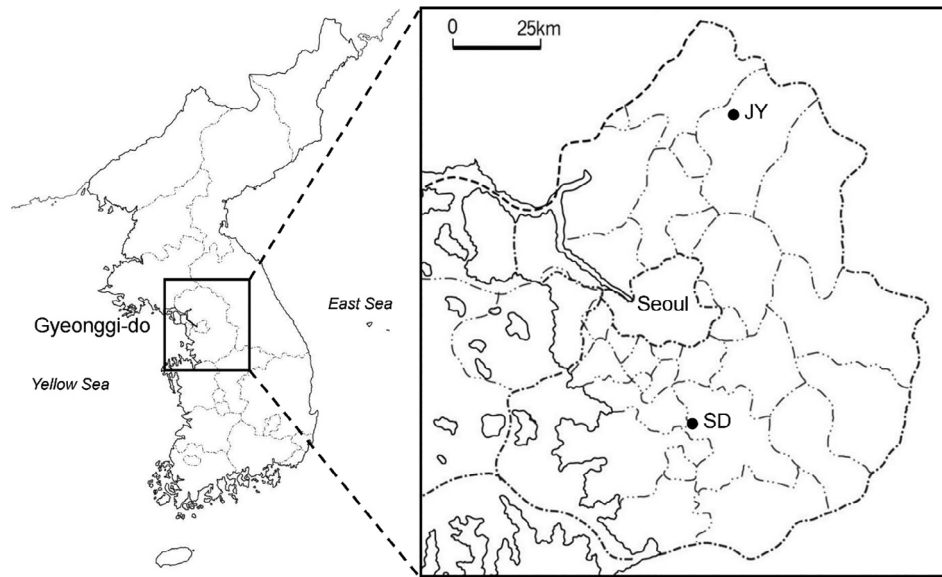 0 25km
JY
Seoul
East Sea
Gyeonggi-do
Yellow Sea
SD